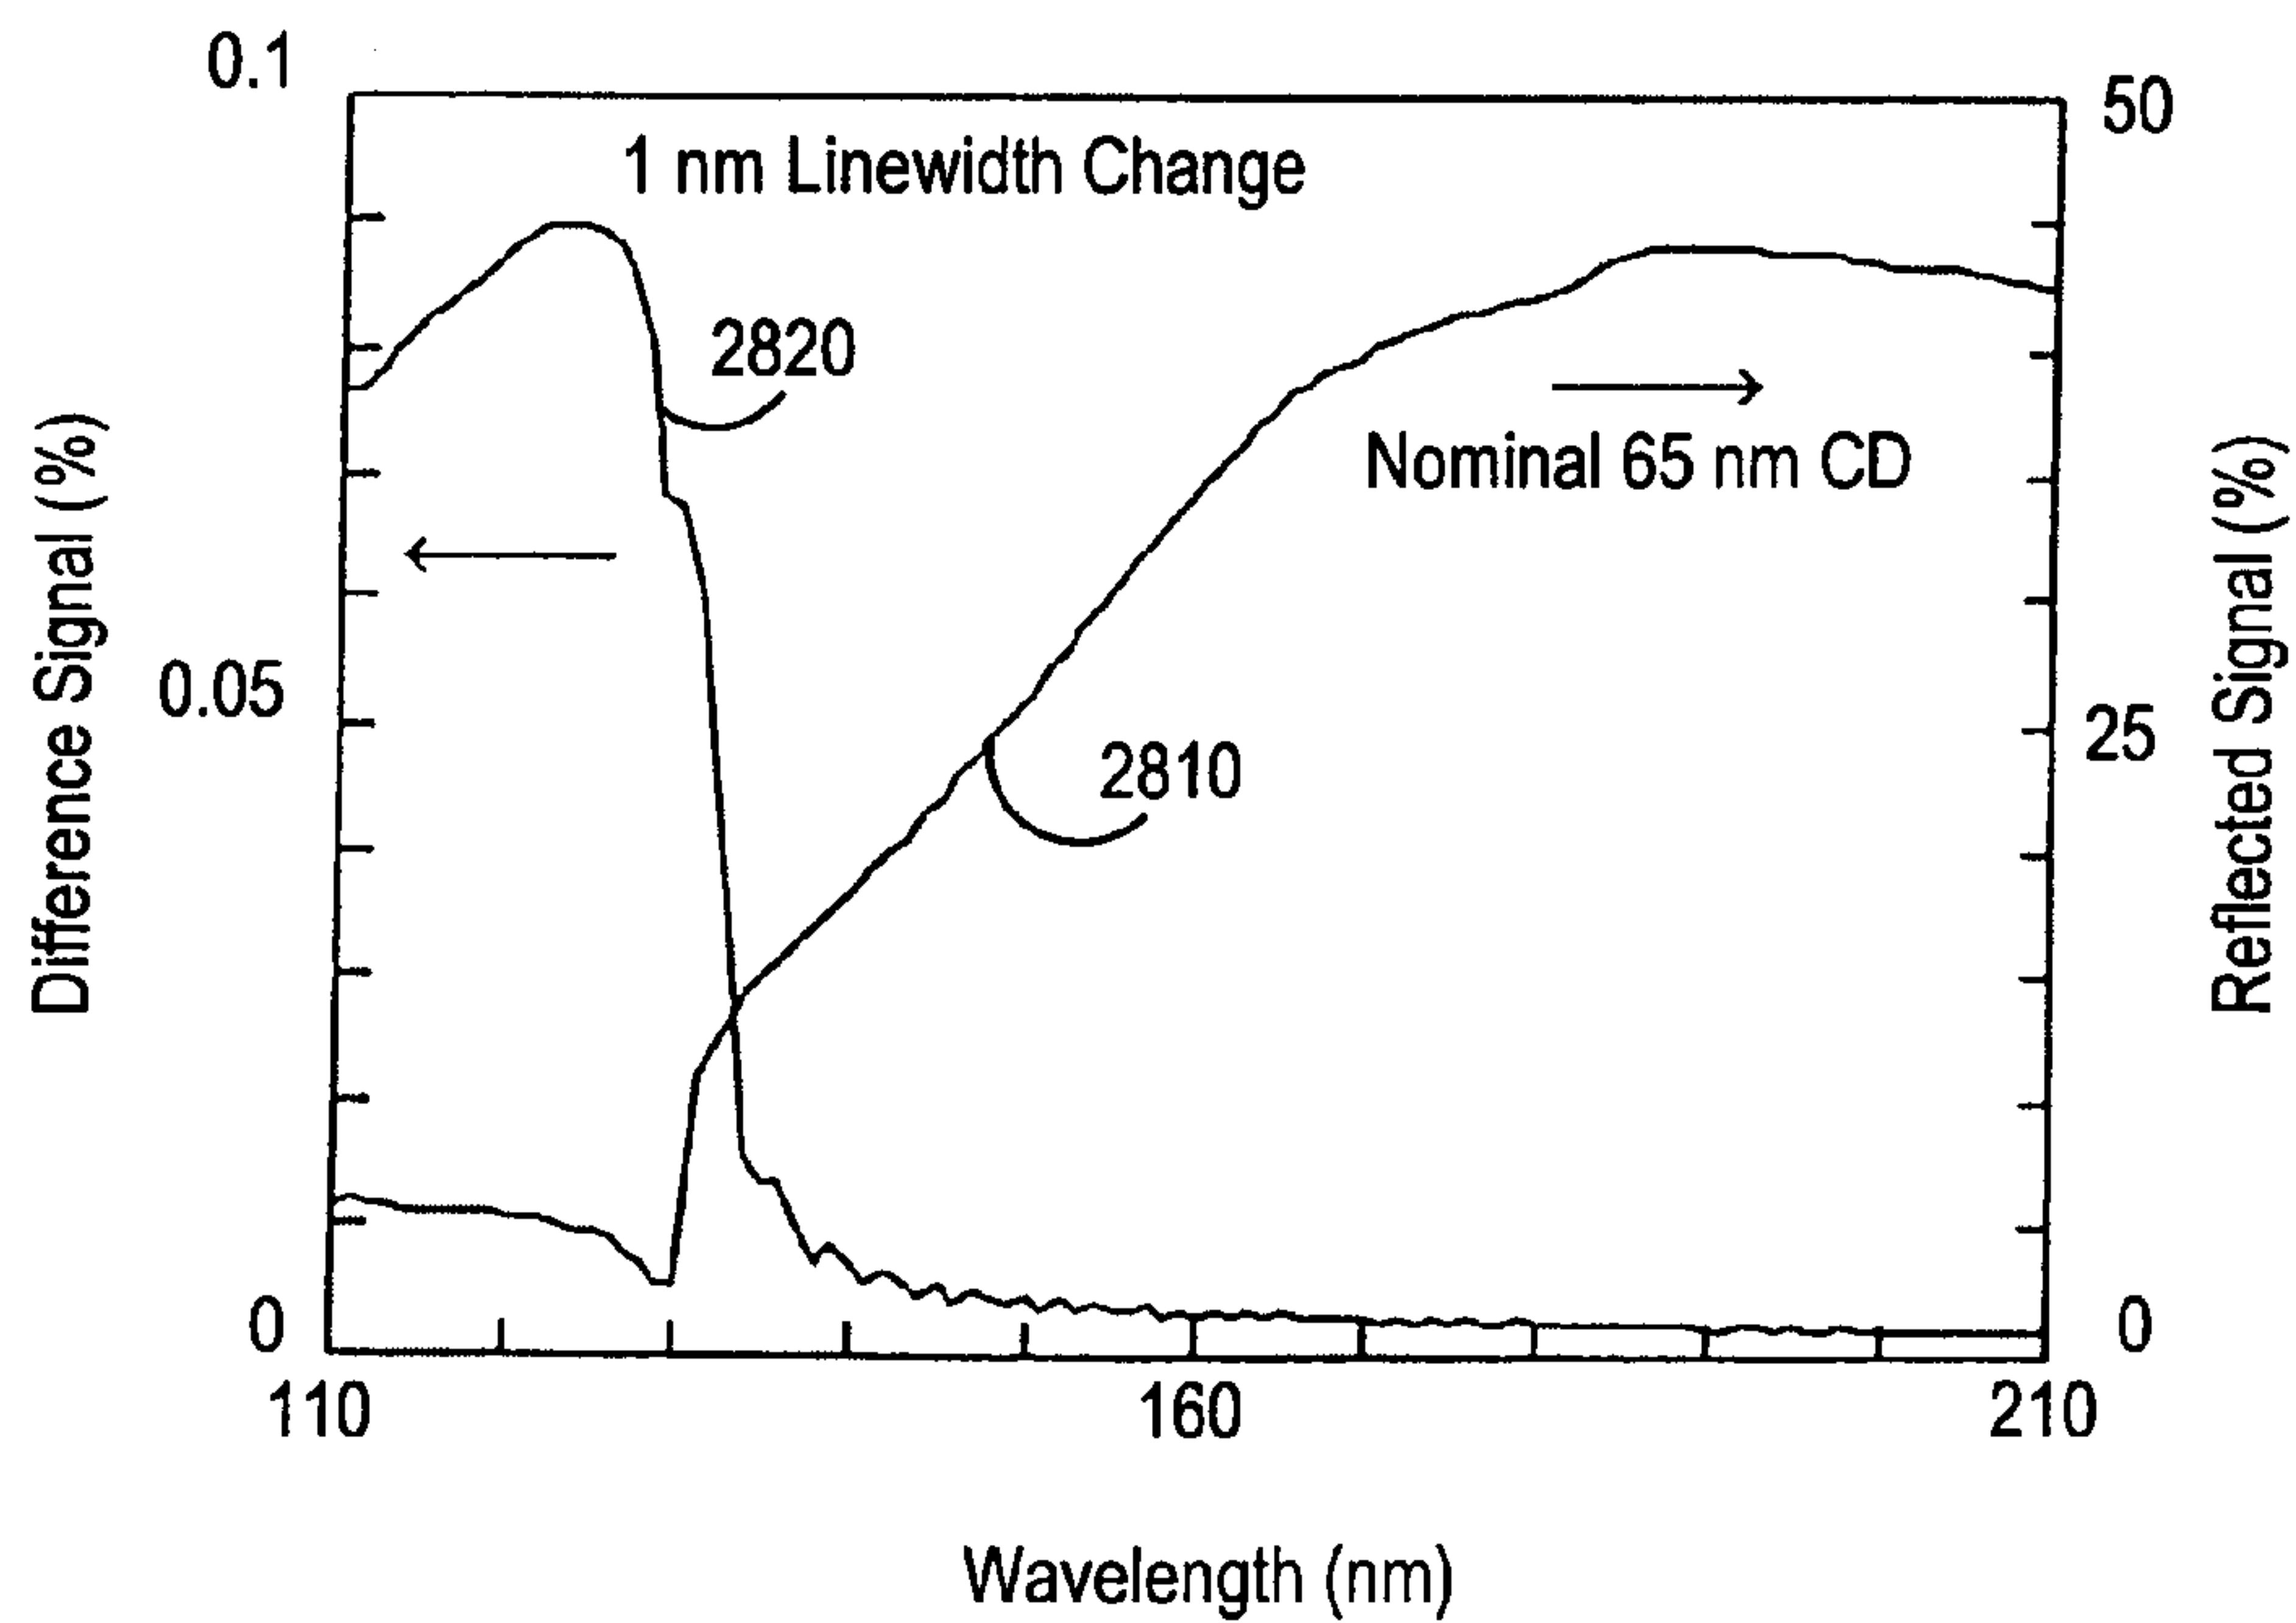 0.1
50
1 nm Linewidth Change
2820
Nominal 65 nm CD
Difference Signal (%)
Reflected Signal (%)
0.05
25
2810
0
0
110
160
210
Wavelength (nm)